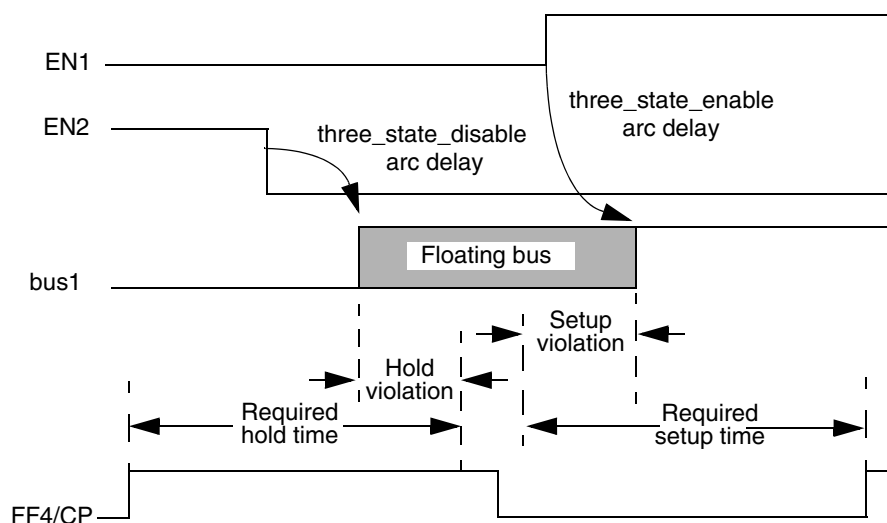 EN1
three_state_enable
arc delay
EN2
three_state_disable
arc delay
Floating bus
bus1
Setup
violation
Hold
violation
Required
hold time
Required
setup time
FF4/CP